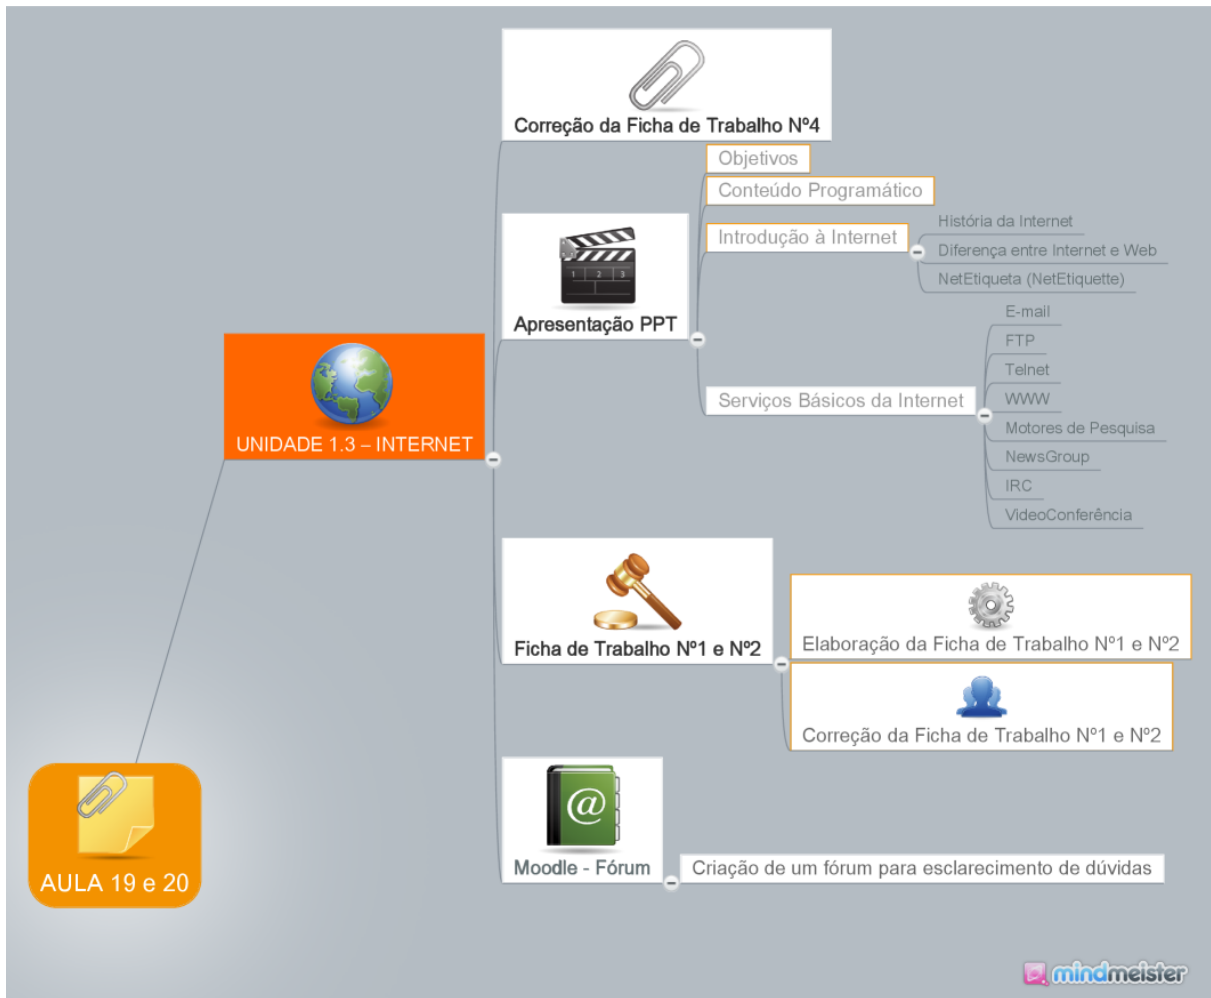 Correção da Ficha de Trabalho Nº4
Objetivos
Conteúdo Programático
Introdução à Internet
História da Internet
Diferença entre Internet e Web
NetEtiqueta (NetEtiquette)
1 2 3
Apresentação PPT
Serviços Básicos da Internet
E-mail
FTP
Telnet
WWW
Motores de Pesquisa
NewsGroup
IRC
VideoConferência
UNIDADE 1.3 – INTERNET
Ficha de Trabalho Nº1 e Nº2
Elaboração da Ficha de Trabalho Nº1 e Nº2
Correção da Ficha de Trabalho Nº1 e Nº2
@
Moodle - Fórum
Criação de um fórum para esclarecimento de dúvidas
AULA 19 e 20
mindmeister